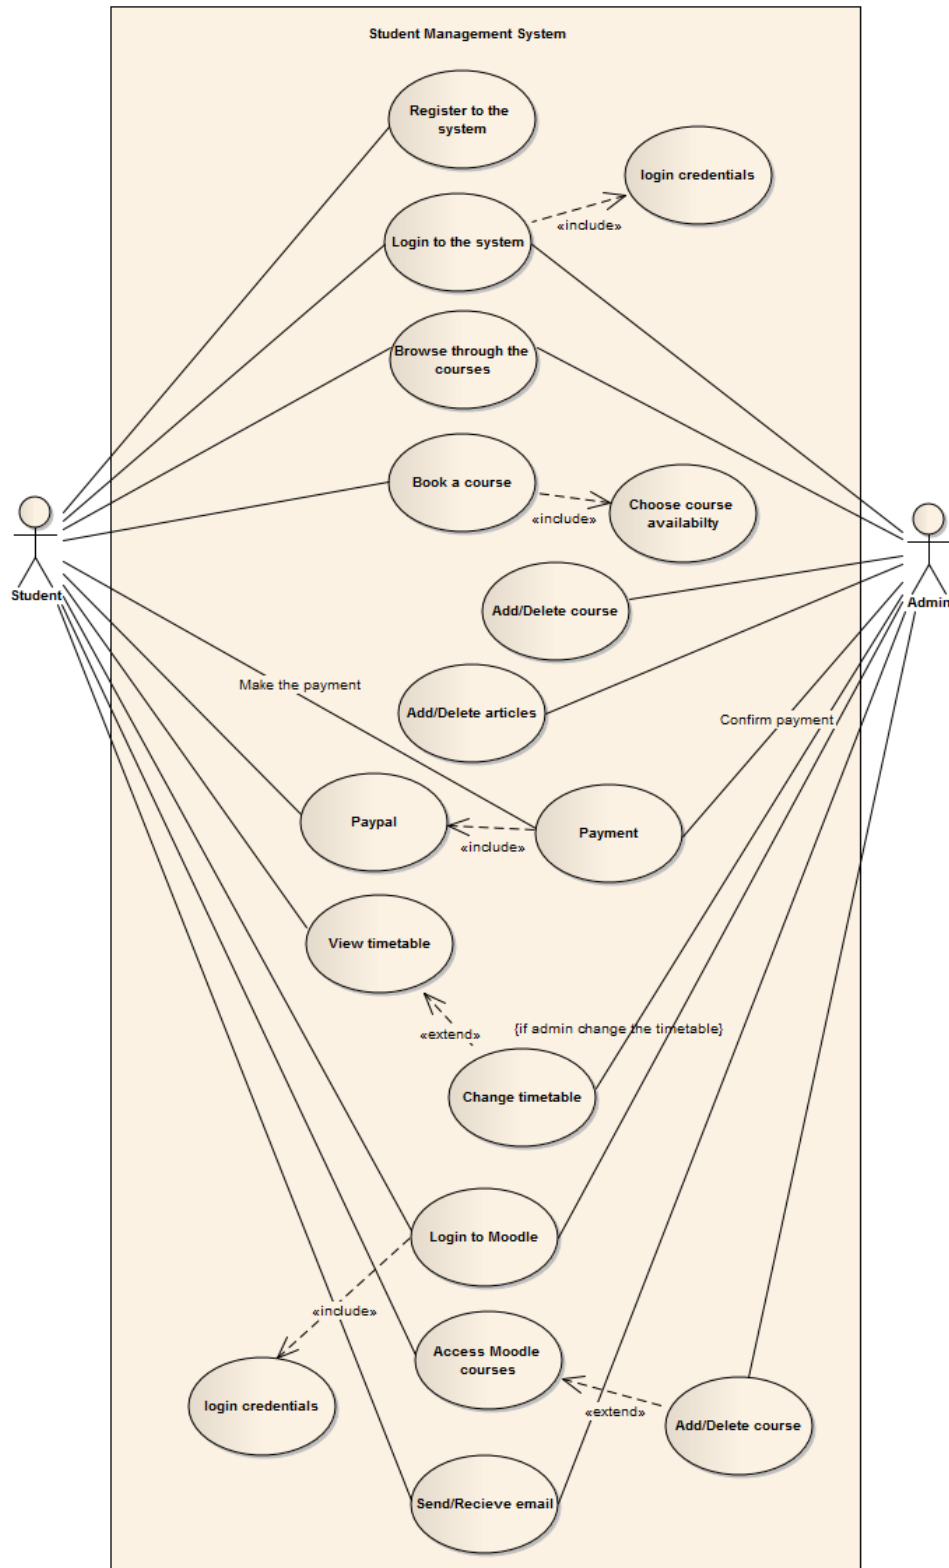 Student Management System
Register to the
system
login credentials
«include»
Login to the system
Browse through the
courses
Book a course
Choose course
availabilty
«include»
Student
Admin
Add/Delete course
Make the payment
Add/Delete articles
Confirm payment
Paypal
«include»
Payment
View timetable
«extend»
{if admin change the timetable}
Change timetable
Login to Moodle
«include»
Access Moodle
courses
login credentials
«extend»
Add/Delete course
Send/Recieve email